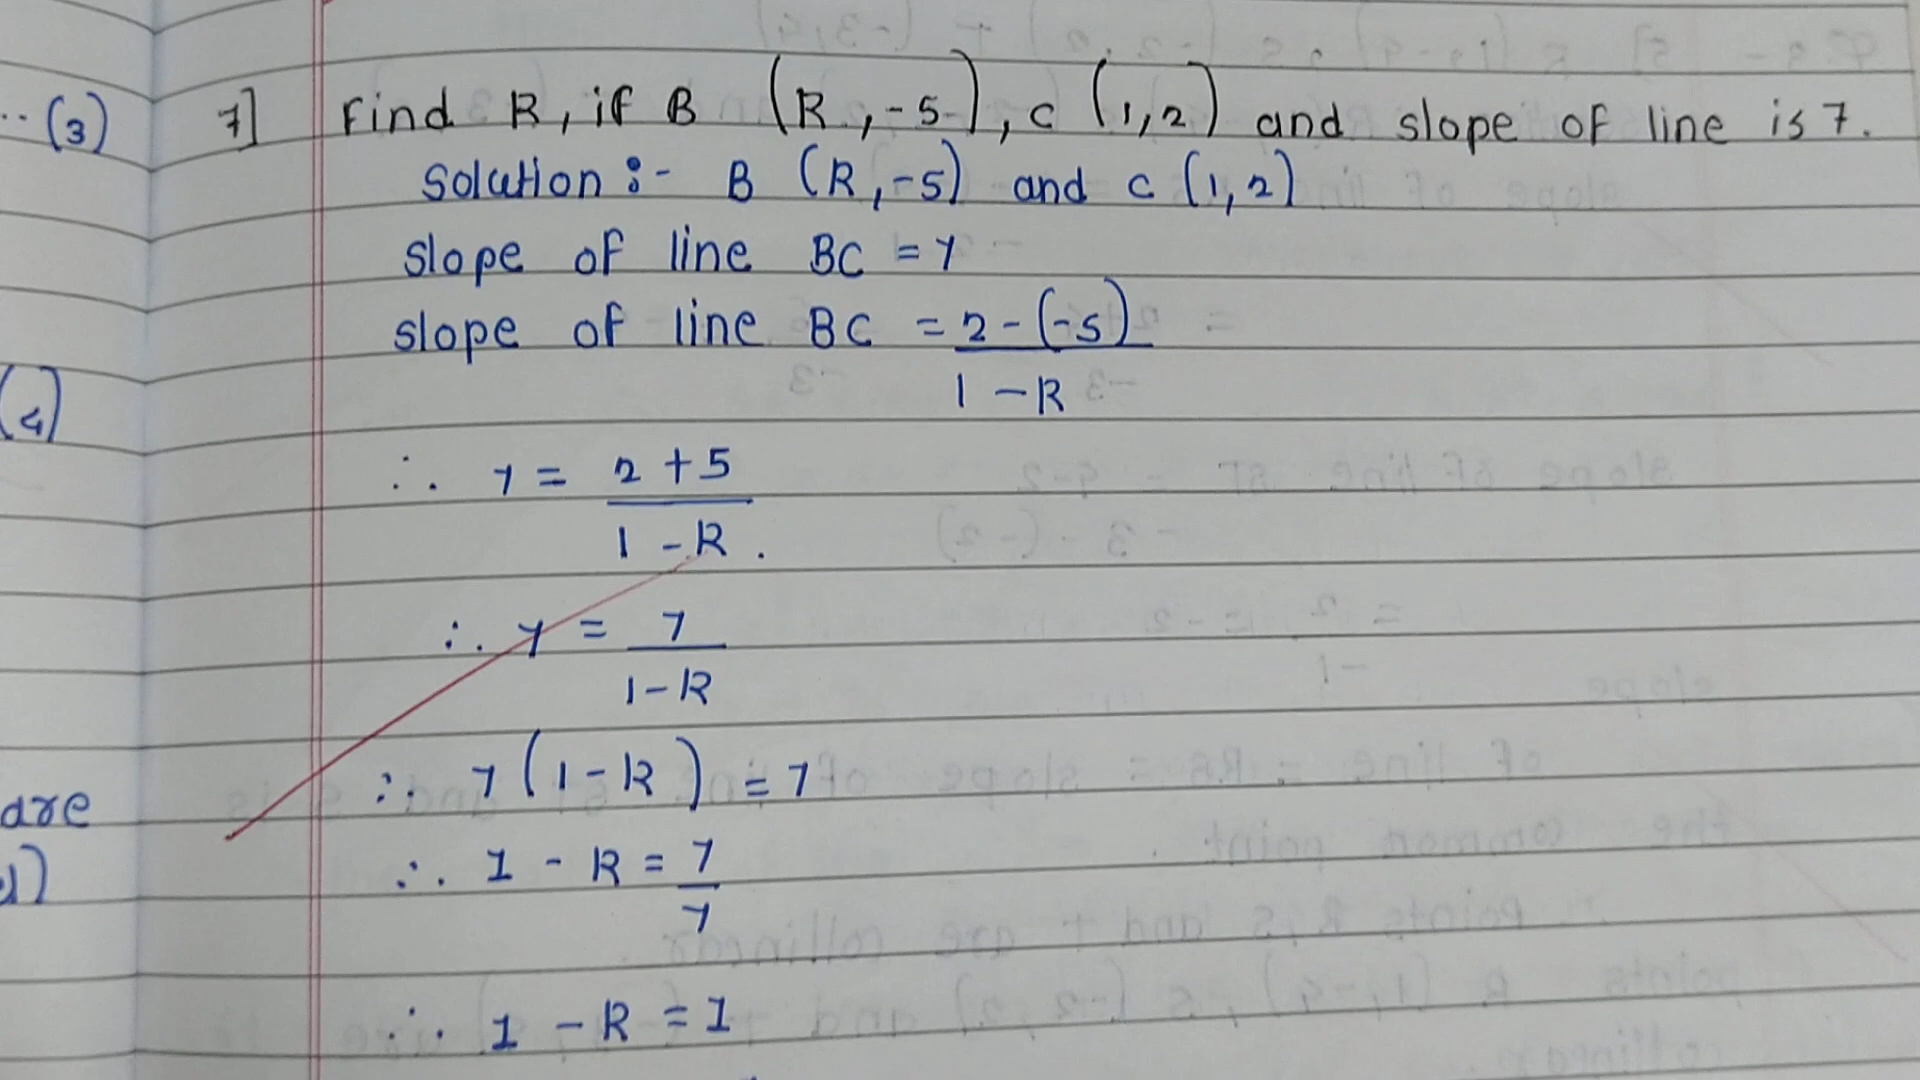 ..(3)
7] Find R, if B (R,-5), C (1,2) and slope of line is 7.
Solution :- B (R,-5) and C (1,2)
slope of line BC = 7
slope of line BC = 2-(-5)
1 - R
(4)
∴ 7 = 2 + 5
1 - R.
∴ 7 = 7
1 - R
∴ 7 (1 - R) = 7
are
∴ 1 - R = 7
7
∴ 1 - R = 1